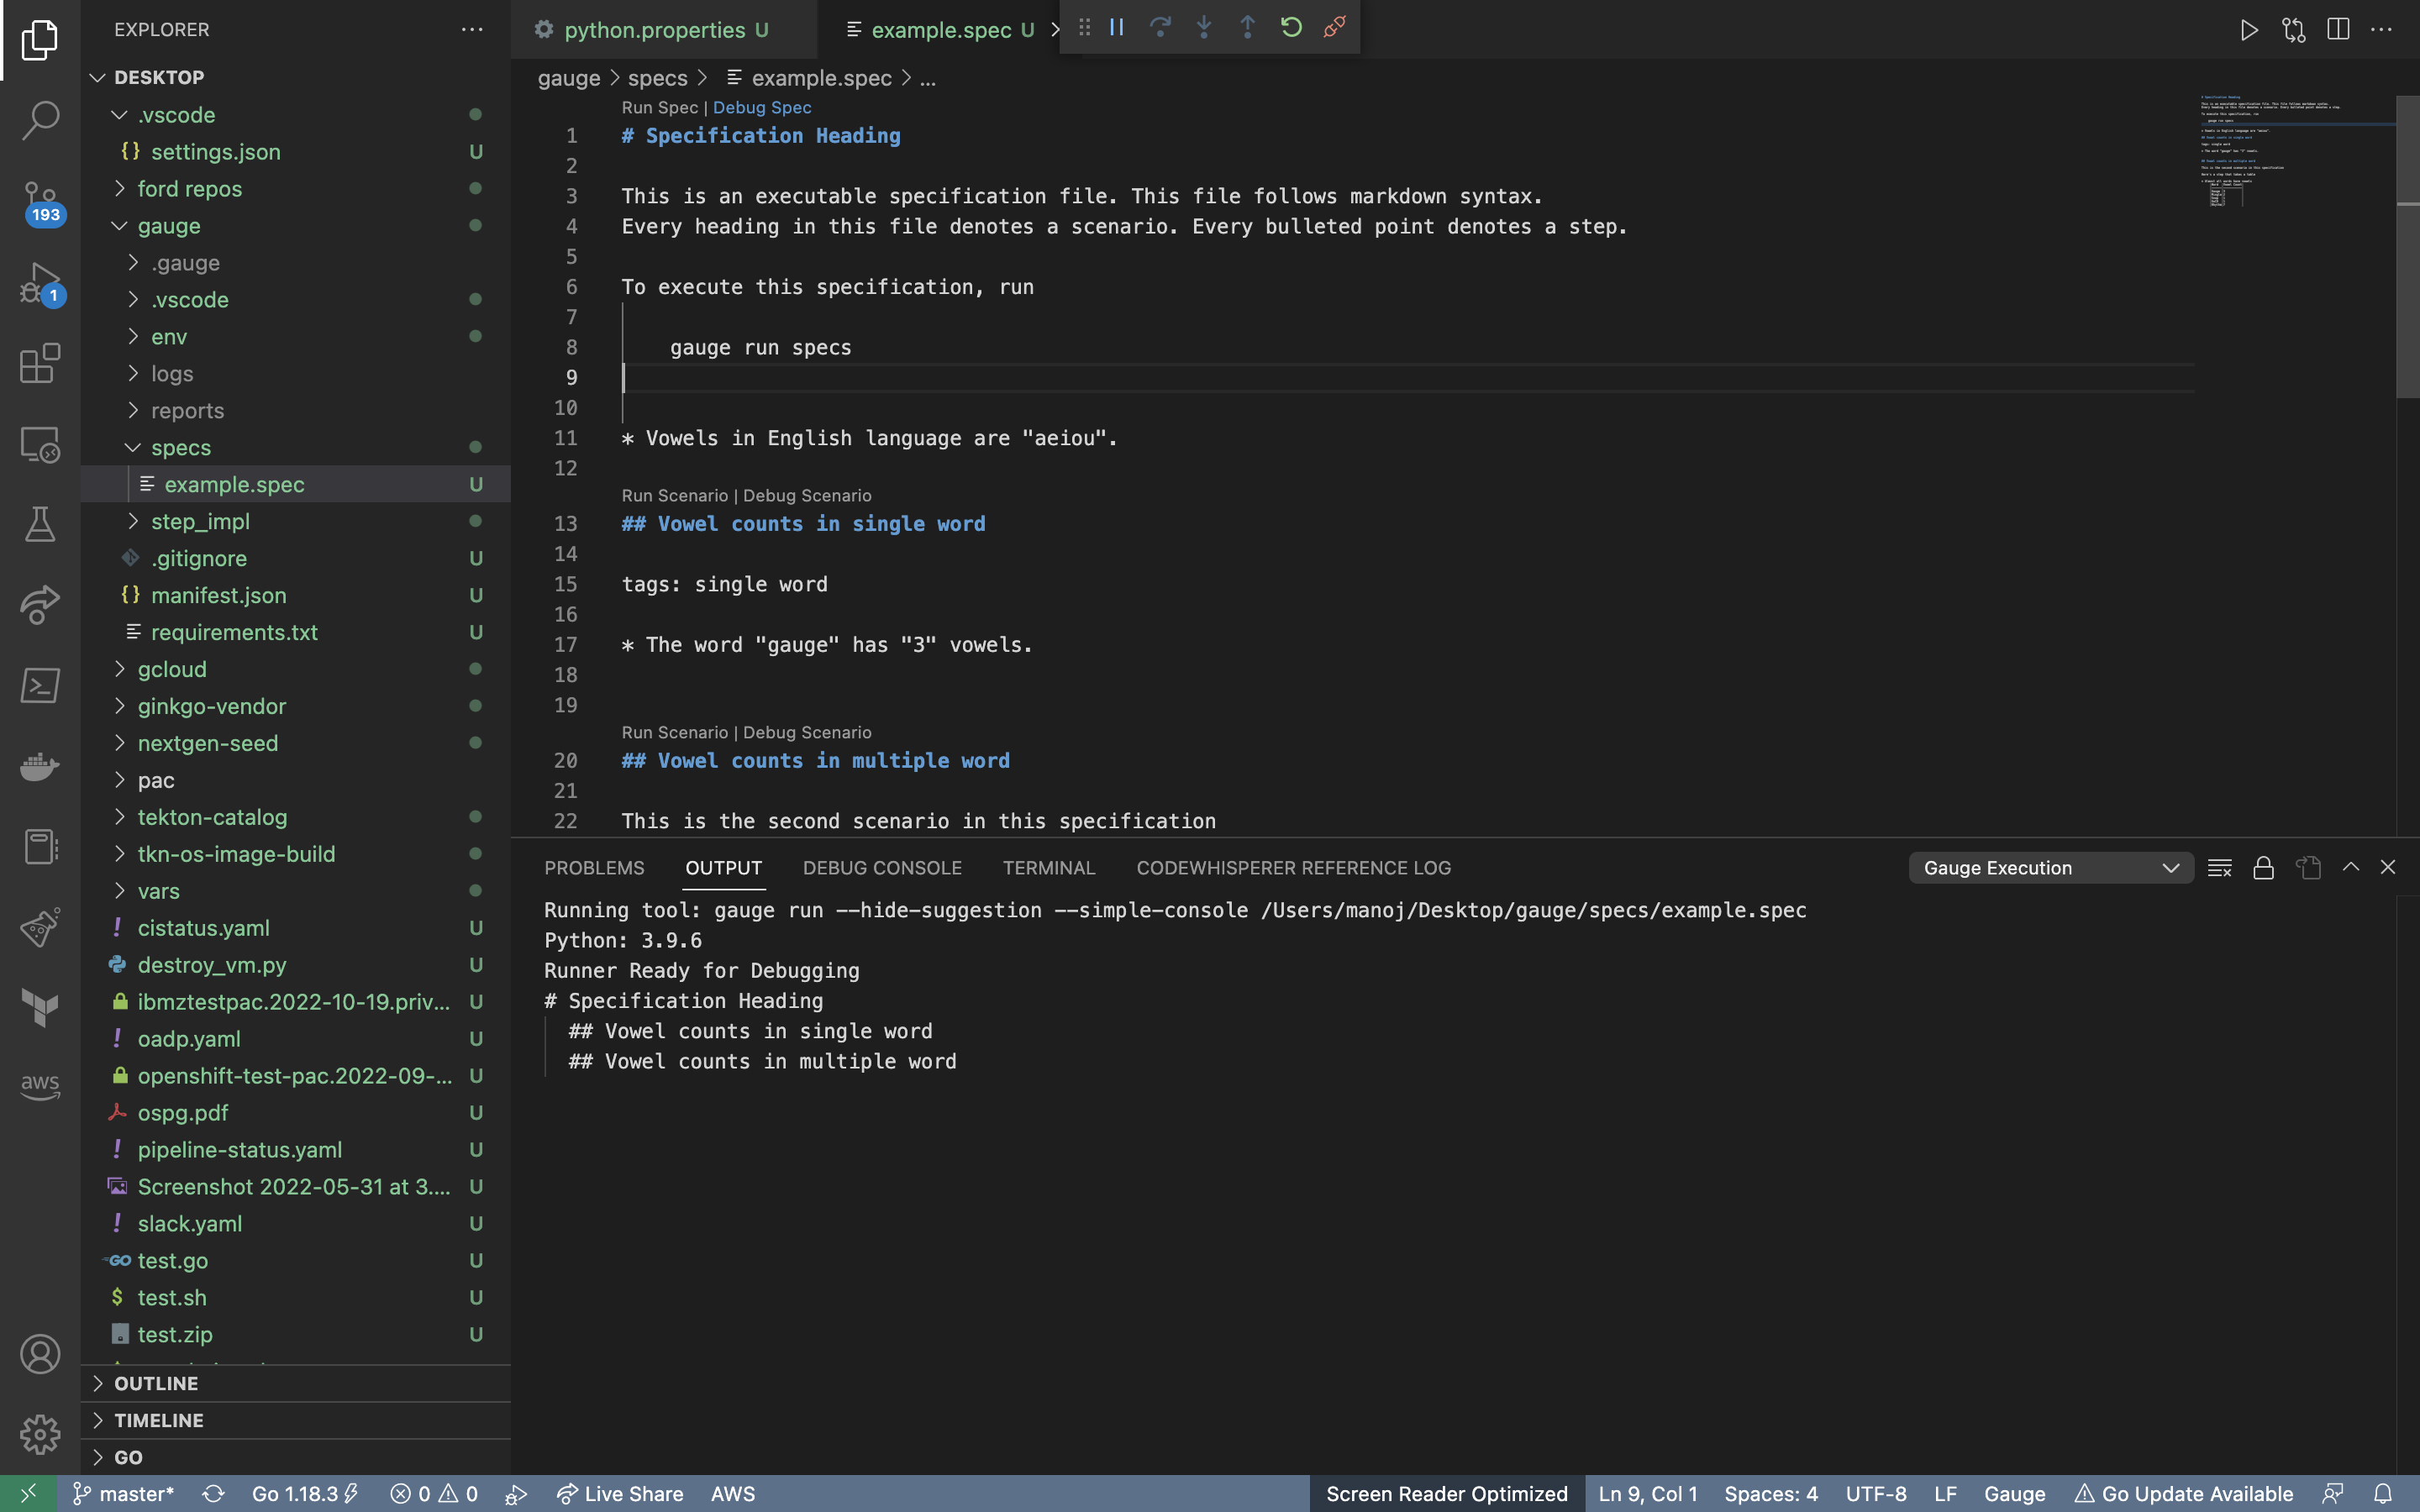 EXPLORER
DESKTOP
.vscode
{} settings.json U
ford repos
gauge
.gauge
.vscode
env
logs
reports
specs
example.spec U
step_impl
.gitignore U
{} manifest.json U
requirements.txt U
gcloud
ginkgo-vendor
nextgen-seed
pac
tekton-catalog
tkn-os-image-build
vars
! cistatus.yaml U
destroy_vm.py U
ibmztestpac.2022-10-19.priv... U
! oadp.yaml U
openshift-test-pac.2022-09-... U
ospg.pdf U
! pipeline-status.yaml U
Screenshot 2022-05-31 at 3.... U
! slack.yaml U
GO test.go U
$ test.sh U
test.zip U
OUTLINE
TIMELINE
GO
193
1
aws
python.properties U
example.spec U
gauge > specs > example.spec > ...
Run Spec | Debug Spec
1 # Specification Heading
2
3 This is an executable specification file. This file follows markdown syntax.
4 Every heading in this file denotes a scenario. Every bulleted point denotes a step.
5
6 To execute this specification, run
7
8 gauge run specs
9
10
11 * Vowels in English language are "aeiou".
12
Run Scenario | Debug Scenario
13 ## Vowel counts in single word
14
15 tags: single word
16
17 * The word "gauge" has "3" vowels.
18
19
Run Scenario | Debug Scenario
20 ## Vowel counts in multiple word
21
22 This is the second scenario in this specification
PROBLEMS OUTPUT DEBUG CONSOLE TERMINAL CODEWHISPERER REFERENCE LOG Gauge Execution
Running tool: gauge run --hide-suggestion --simple-console /Users/manoj/Desktop/gauge/specs/example.spec
Python: 3.9.6
Runner Ready for Debugging
# Specification Heading
## Vowel counts in single word
## Vowel counts in multiple word
master* Go 1.18.3 0 0 Live Share AWS Screen Reader Optimized Ln 9, Col 1 Spaces: 4 UTF-8 LF Gauge Go Update Available